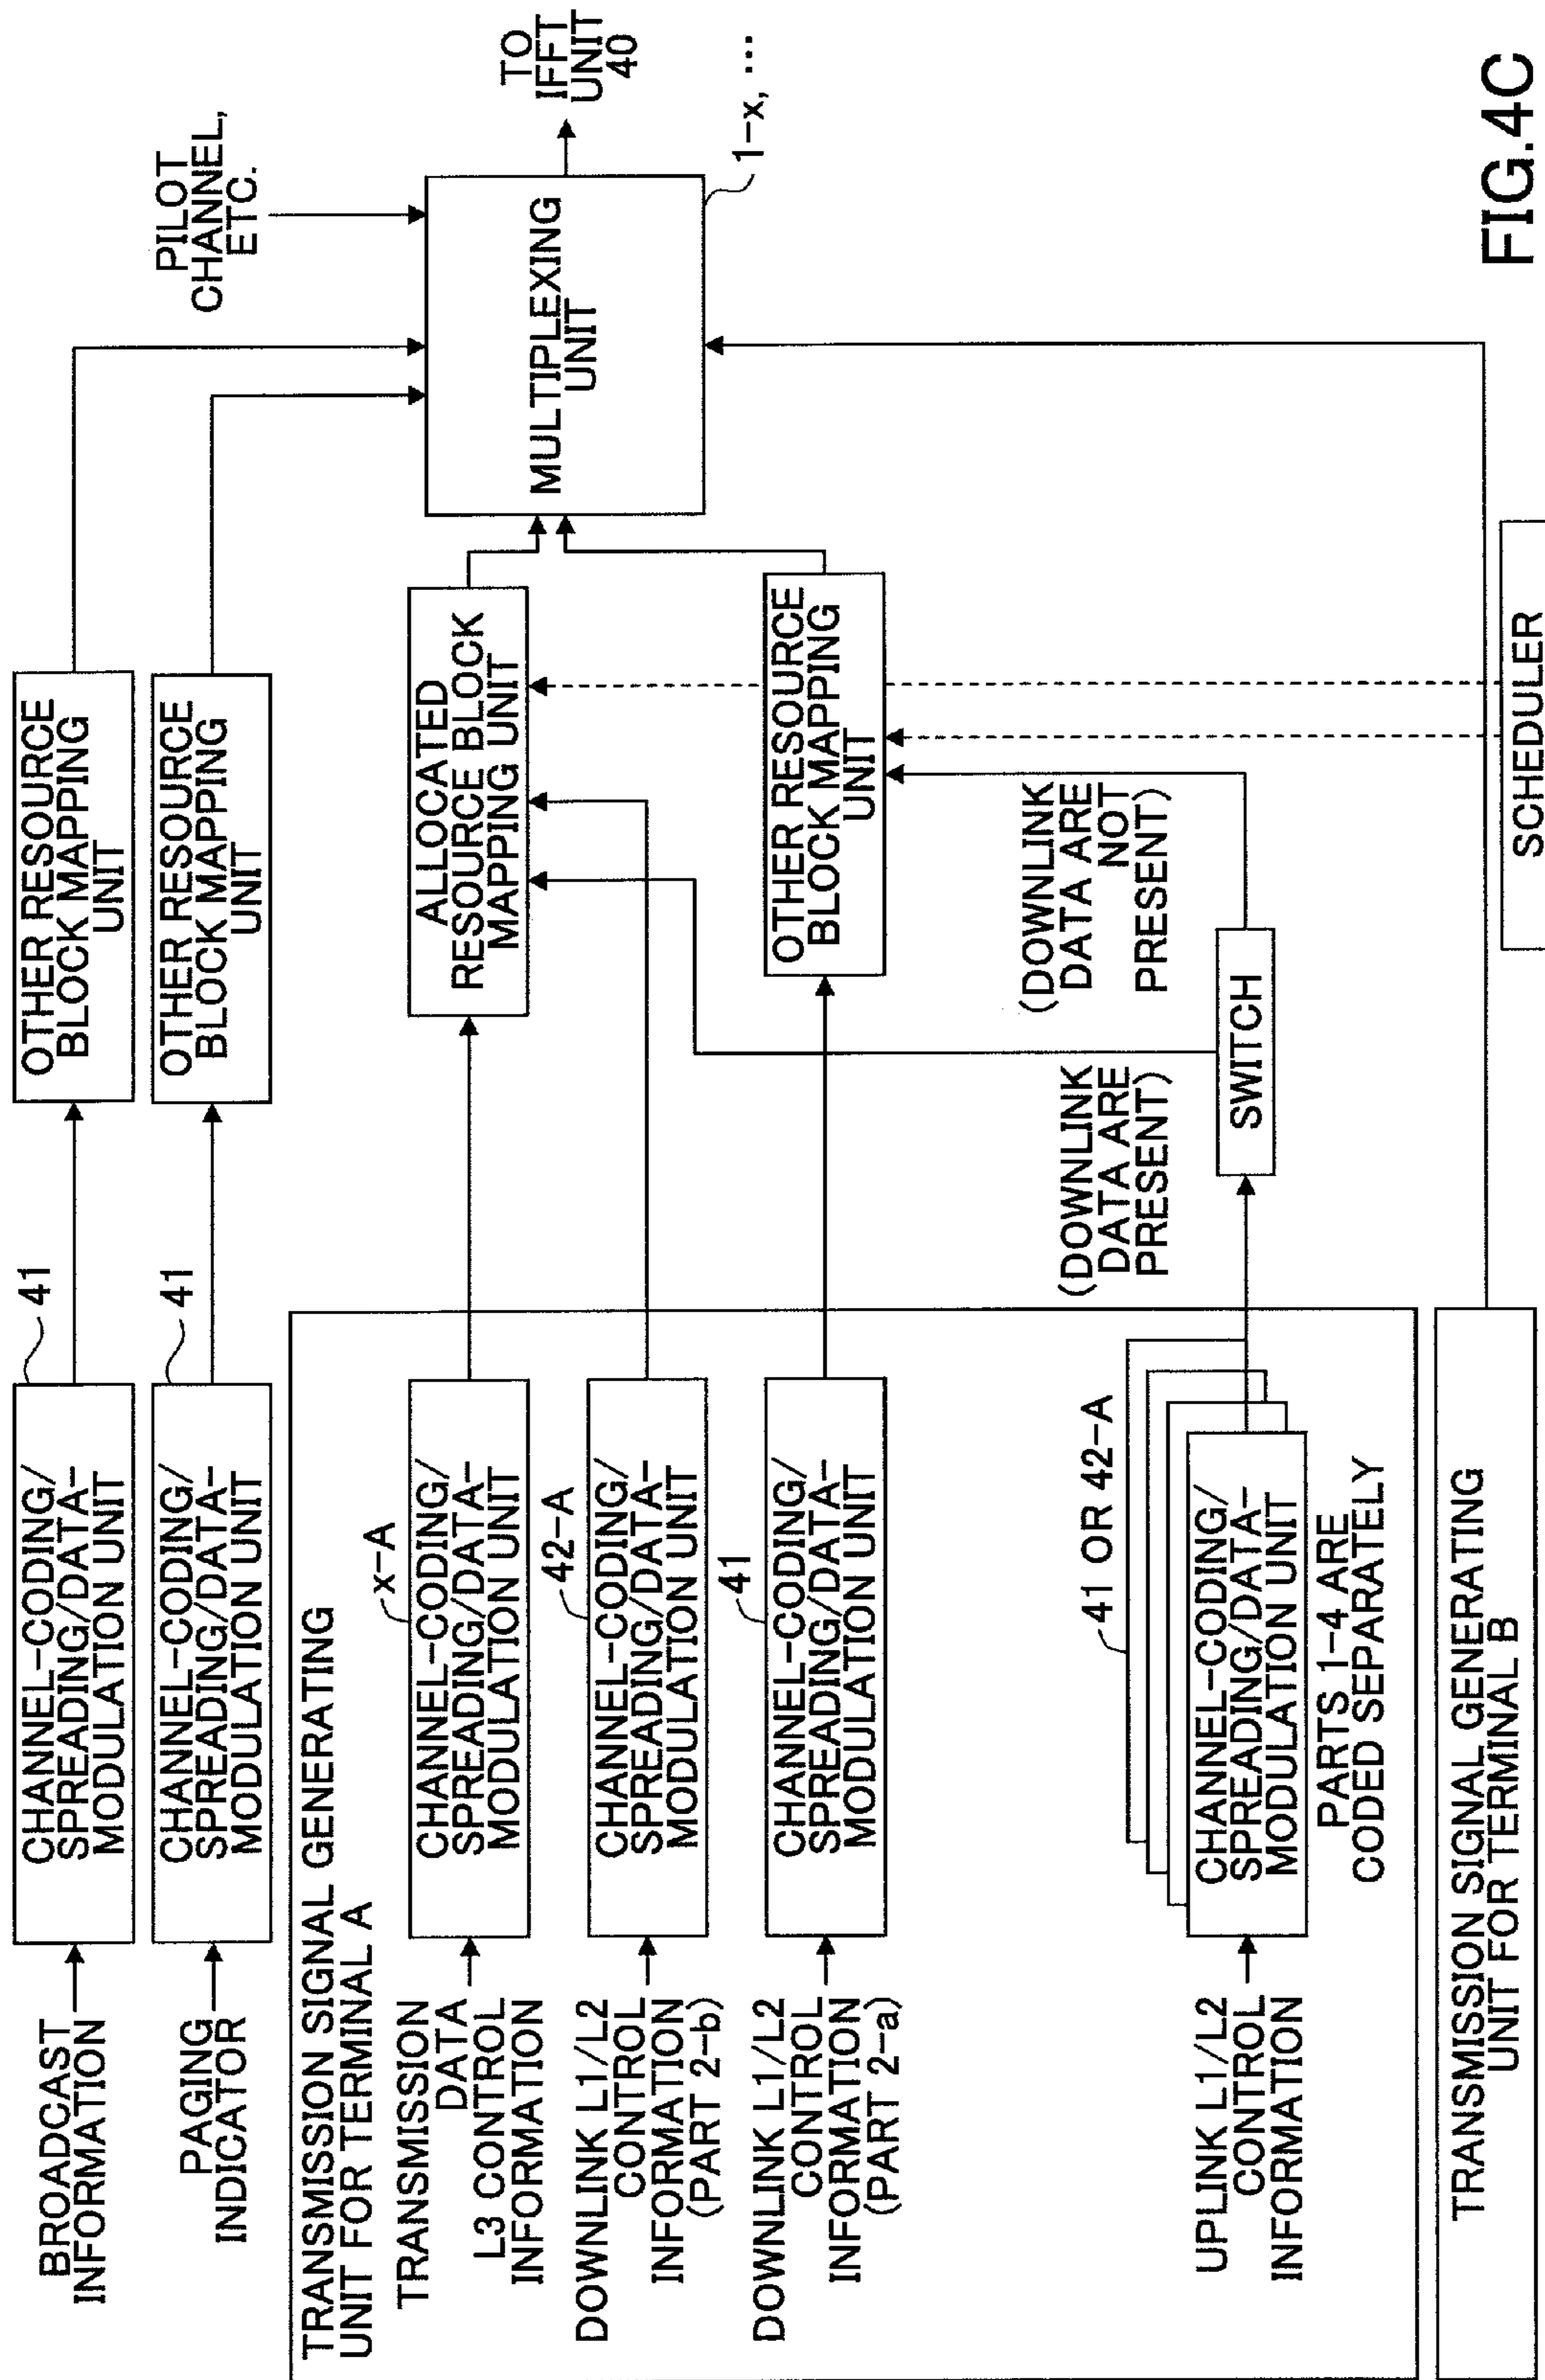 BROADCAST
INFORMATION
CHANNEL-CODING/
SPREADING/DATA-
MODULATION UNIT
41
OTHER RESOURCE
BLOCK MAPPING
UNIT
PAGING
INDICATOR
CHANNEL-CODING/
SPREADING/DATA-
MODULATION UNIT
41
OTHER RESOURCE
BLOCK MAPPING
UNIT
PILOT
CHANNEL,
ETC.
TRANSMISSION SIGNAL GENERATING
UNIT FOR TERMINAL A
TRANSMISSION
DATA
L3 CONTROL
INFORMATION
x-A
CHANNEL-CODING/
SPREADING/DATA-
MODULATION UNIT
ALLOCATED
RESOURCE BLOCK
MAPPING UNIT
MULTIPLEXING
UNIT
TO
IFFT
UNIT
40
1-x, ...
DOWNLINK L1/L2
CONTROL
INFORMATION
(PART 2-b)
42-A
CHANNEL-CODING/
SPREADING/DATA-
MODULATION UNIT
DOWNLINK L1/L2
CONTROL
INFORMATION
(PART 2-a)
41
CHANNEL-CODING/
SPREADING/DATA-
MODULATION UNIT
OTHER RESOURCE
BLOCK MAPPING
UNIT
(DOWNLINK
DATA ARE
PRESENT)
(DOWNLINK
DATA ARE
NOT
PRESENT)
UPLINK L1/L2
CONTROL
INFORMATION
41 OR 42-A
CHANNEL-CODING/
SPREADING/DATA-
MODULATION UNIT
PARTS 1-4 ARE
CODED SEPARATELY
SWITCH
TRANSMISSION SIGNAL GENERATING
UNIT FOR TERMINAL B
SCHEDULER
FIG.4C